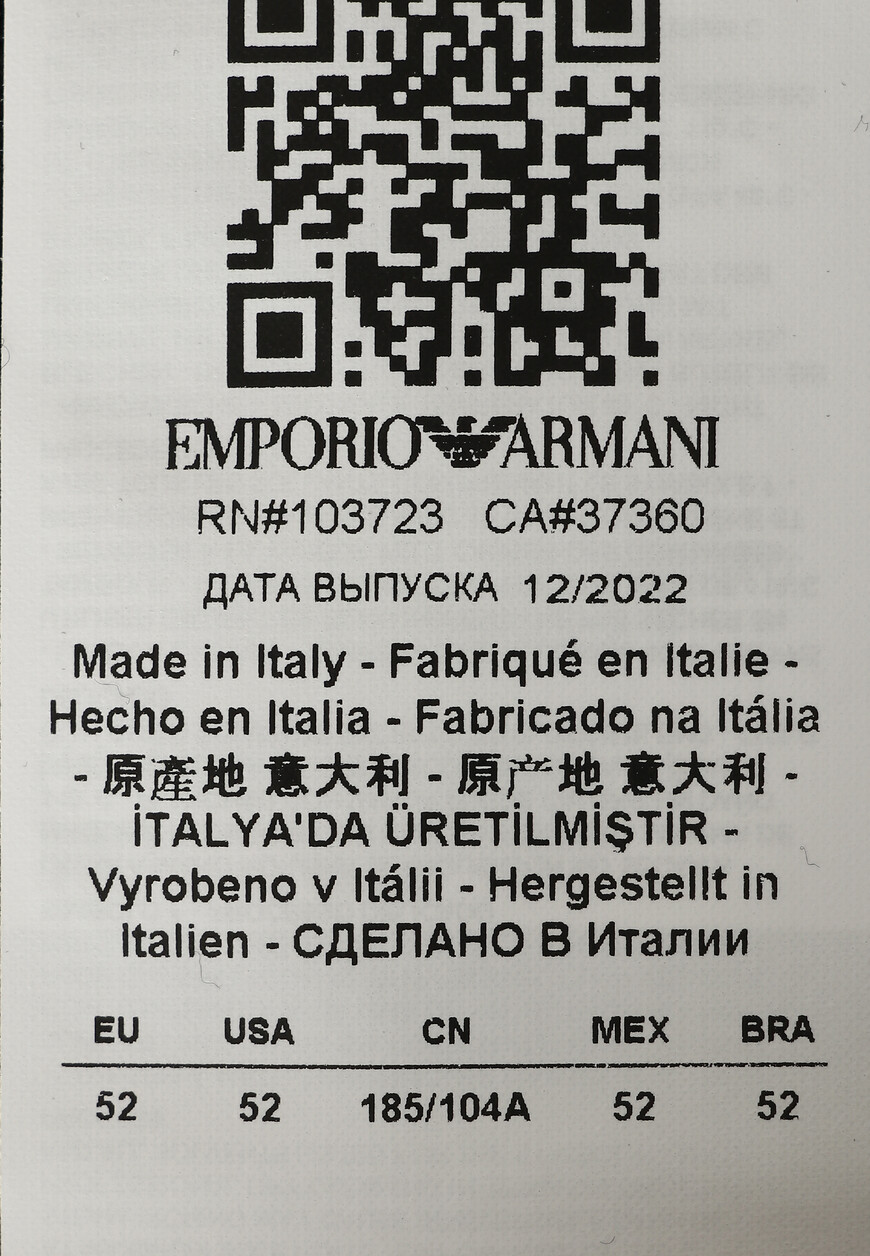 EMPORIO ARMANI
RN#103723 CA#37360
ДАТА ВЫПУСКА 12/2022
Made in Italy - Fabriqué en Italie -
Hecho en Italia - Fabricado na Itália
- 原產地 意大利 - 原产地 意大利 -
İTALYA'DA ÜRETİLMİŞTİR -
Vyrobeno v Itálii - Hergestellt in
Italien - СДЕЛАНО В Италии
EU USA CN MEX BRA
52 52 185/104A 52 52